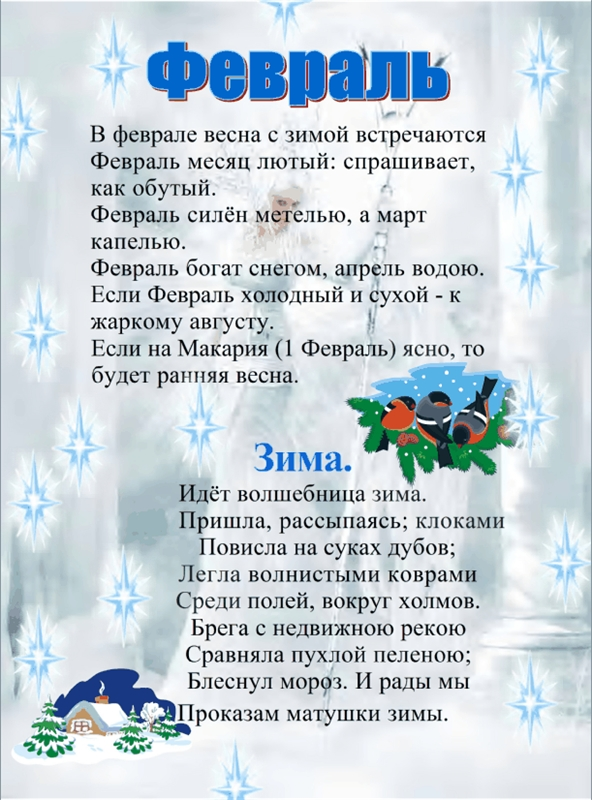 Февраль
В феврале весна с зимой встречаются
Февраль месяц лютый: спрашивает,
как обутый.
Февраль силён метелью, а март
капелью.
Февраль богат снегом, апрель водою.
Если Февраль холодный и сухой - к
жаркому августу.
Если на Макария (1 Февраль) ясно, то
будет ранняя весна.
Зима.
Идёт волшебница зима.
Пришла, рассыпаясь; клоками
Повисла на суках дубов;
Легла волнистыми коврами
Среди полей, вокруг холмов.
Брега с недвижною рекою
Сравняла пухлой пеленою;
Блеснул мороз. И рады мы
Проказам матушки зимы.